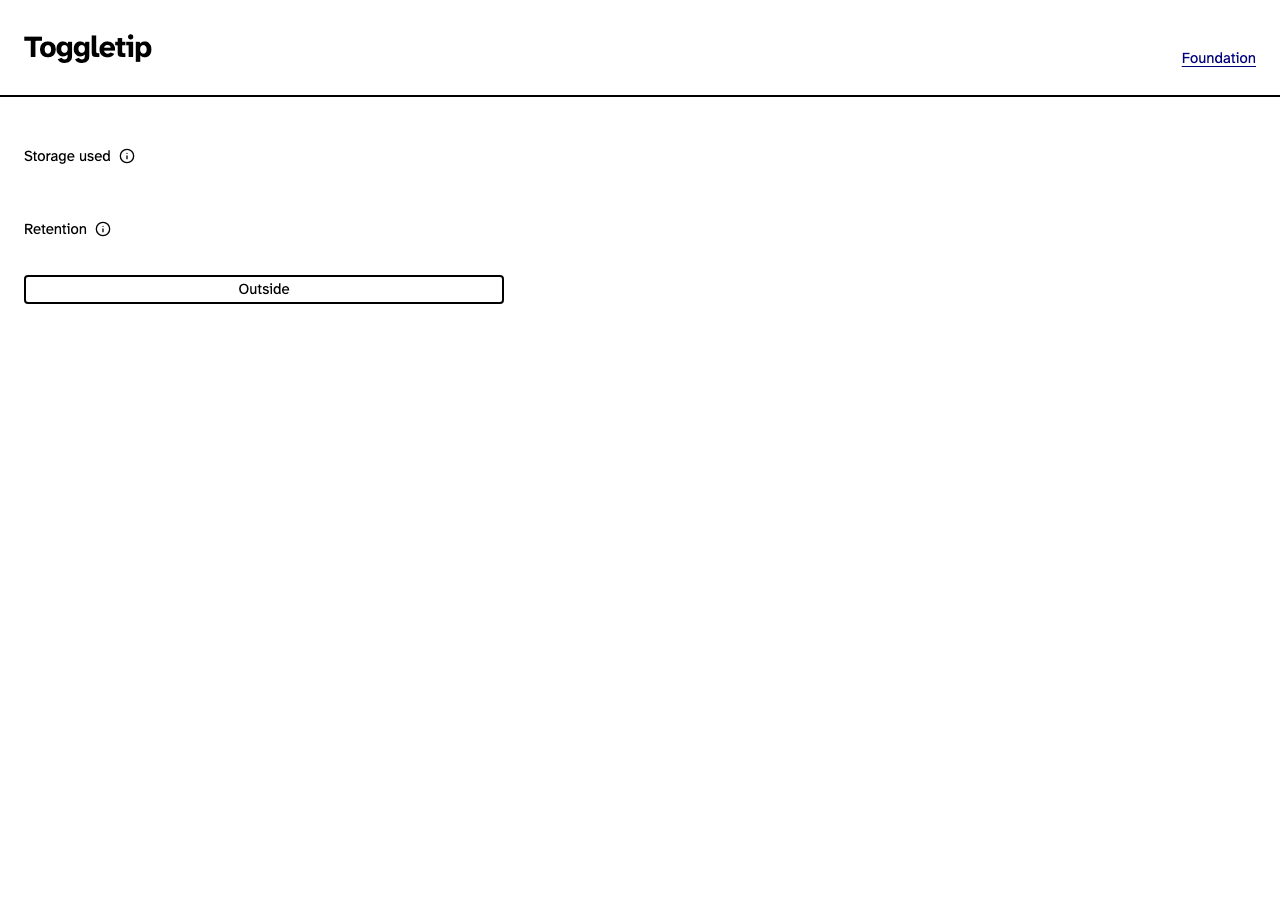 Toggletip
Foundation
Storage used
Retention
Outside